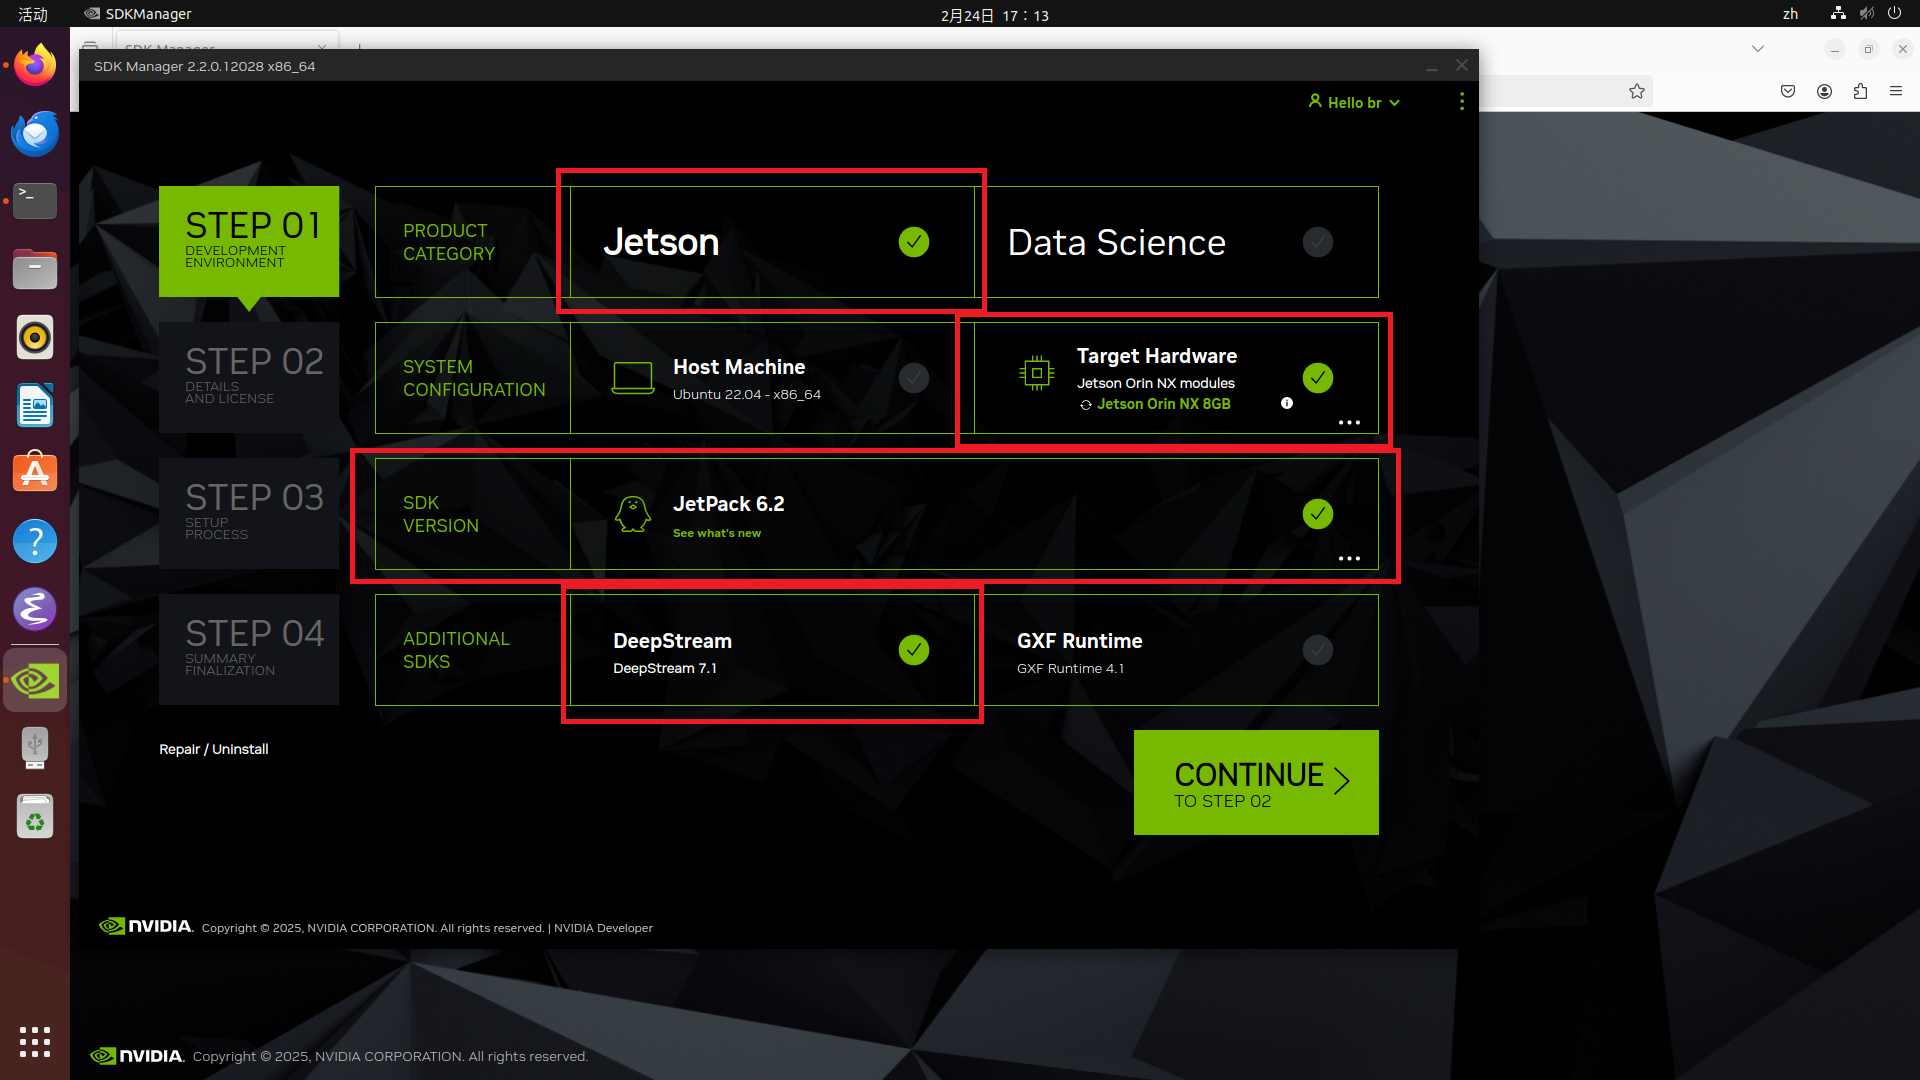 活动
SDKManager
2月24日 17：13
zh
SDK Manager
SDK Manager 2.2.0.12028 x86_64
Hello br
STEP 01
DEVELOPMENT
ENVIRONMENT
PRODUCT
CATEGORY
Jetson
Data Science
STEP 02
DETAILS
AND LICENSE
SYSTEM
CONFIGURATION
Host Machine
Ubuntu 22.04 - x86_64
Target Hardware
Jetson Orin NX modules
Jetson Orin NX 8GB
STEP 03
SETUP
PROCESS
SDK
VERSION
JetPack 6.2
See what's new
STEP 04
SUMMARY
FINALIZATION
ADDITIONAL
SDKS
DeepStream
DeepStream 7.1
GXF Runtime
GXF Runtime 4.1
Repair / Uninstall
CONTINUE
TO STEP 02
NVIDIA. Copyright © 2025, NVIDIA CORPORATION. All rights reserved. | NVIDIA Developer
NVIDIA. Copyright © 2025, NVIDIA CORPORATION. All rights reserved.